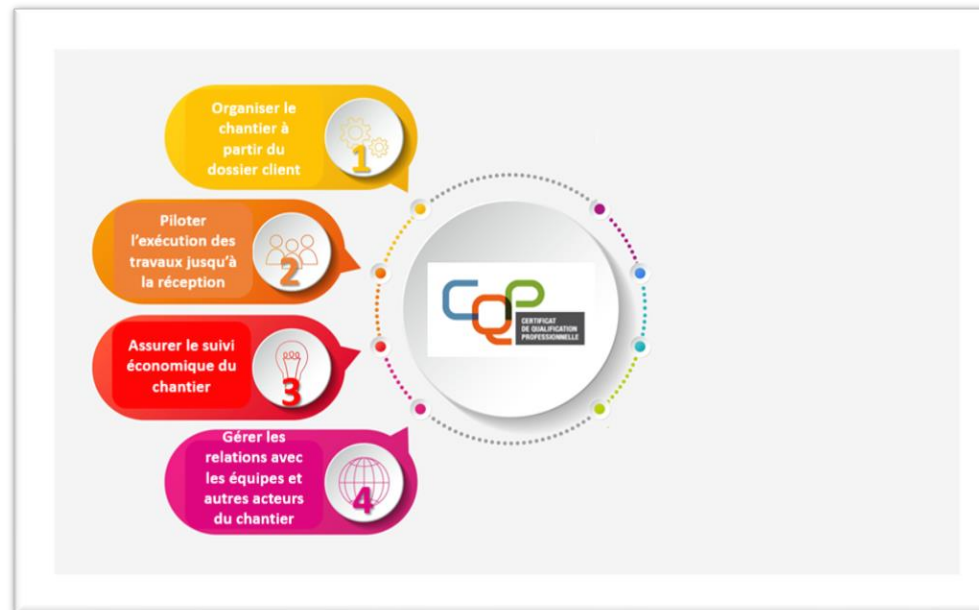 Organiser le
chantier à
partir du
dossier client
1
Piloter
l'exécution des
travaux jusqu'à
la réception
2
Assurer le suivi
économique du
chantier
3
Gérer les
relations avec
les équipes et
autres acteurs
du chantier
4
CQP
CERTIFICAT
DE QUALIFICATION
PROFESSIONNELLE